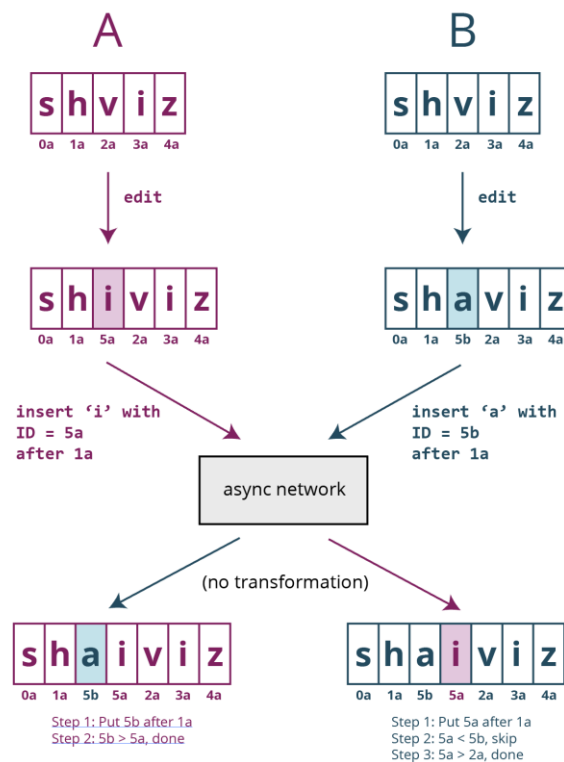 A B
s h v i z
0a 1a 2a 3a 4a
s h v i z
0a 1a 2a 3a 4a
edit
edit
s h i v i z
0a 1a 5a 2a 3a 4a
s h a v i z
0a 1a 5b 2a 3a 4a
insert ‘i’ with
ID = 5a
after 1a
insert ‘a’ with
ID = 5b
after 1a
async network
(no transformation)
s h a i v i z
0a 1a 5b 5a 2a 3a 4a
s h a i v i z
0a 1a 5b 5a 2a 3a 4a
Step 1: Put 5b after 1a
Step 2: 5b > 5a, done
Step 1: Put 5a after 1a
Step 2: 5a < 5b, skip
Step 3: 5a > 2a, done